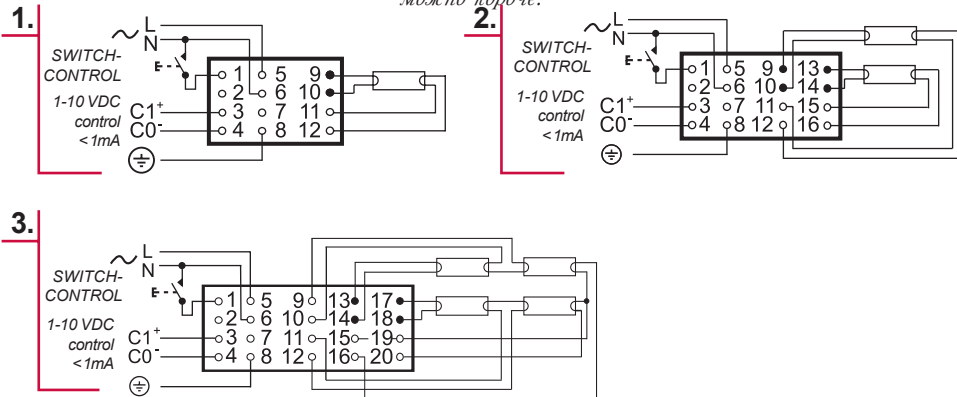 можно короче.
1.
L
N
SWITCH-
CONTROL
1-10 VDC
control
<1mA
C1+
C0-
1 5 9
2 6 10
3 7 11
4 8 12
2.
L
N
SWITCH-
CONTROL
1-10 VDC
control
<1mA
C1+
C0-
1 5 9 13
2 6 10 14
3 7 11 15
4 8 12 16
3.
L
N
SWITCH-
CONTROL
1-10 VDC
control
<1mA
C1+
C0-
1 5 9 13 17
2 6 10 14 18
3 7 11 15 19
4 8 12 16 20